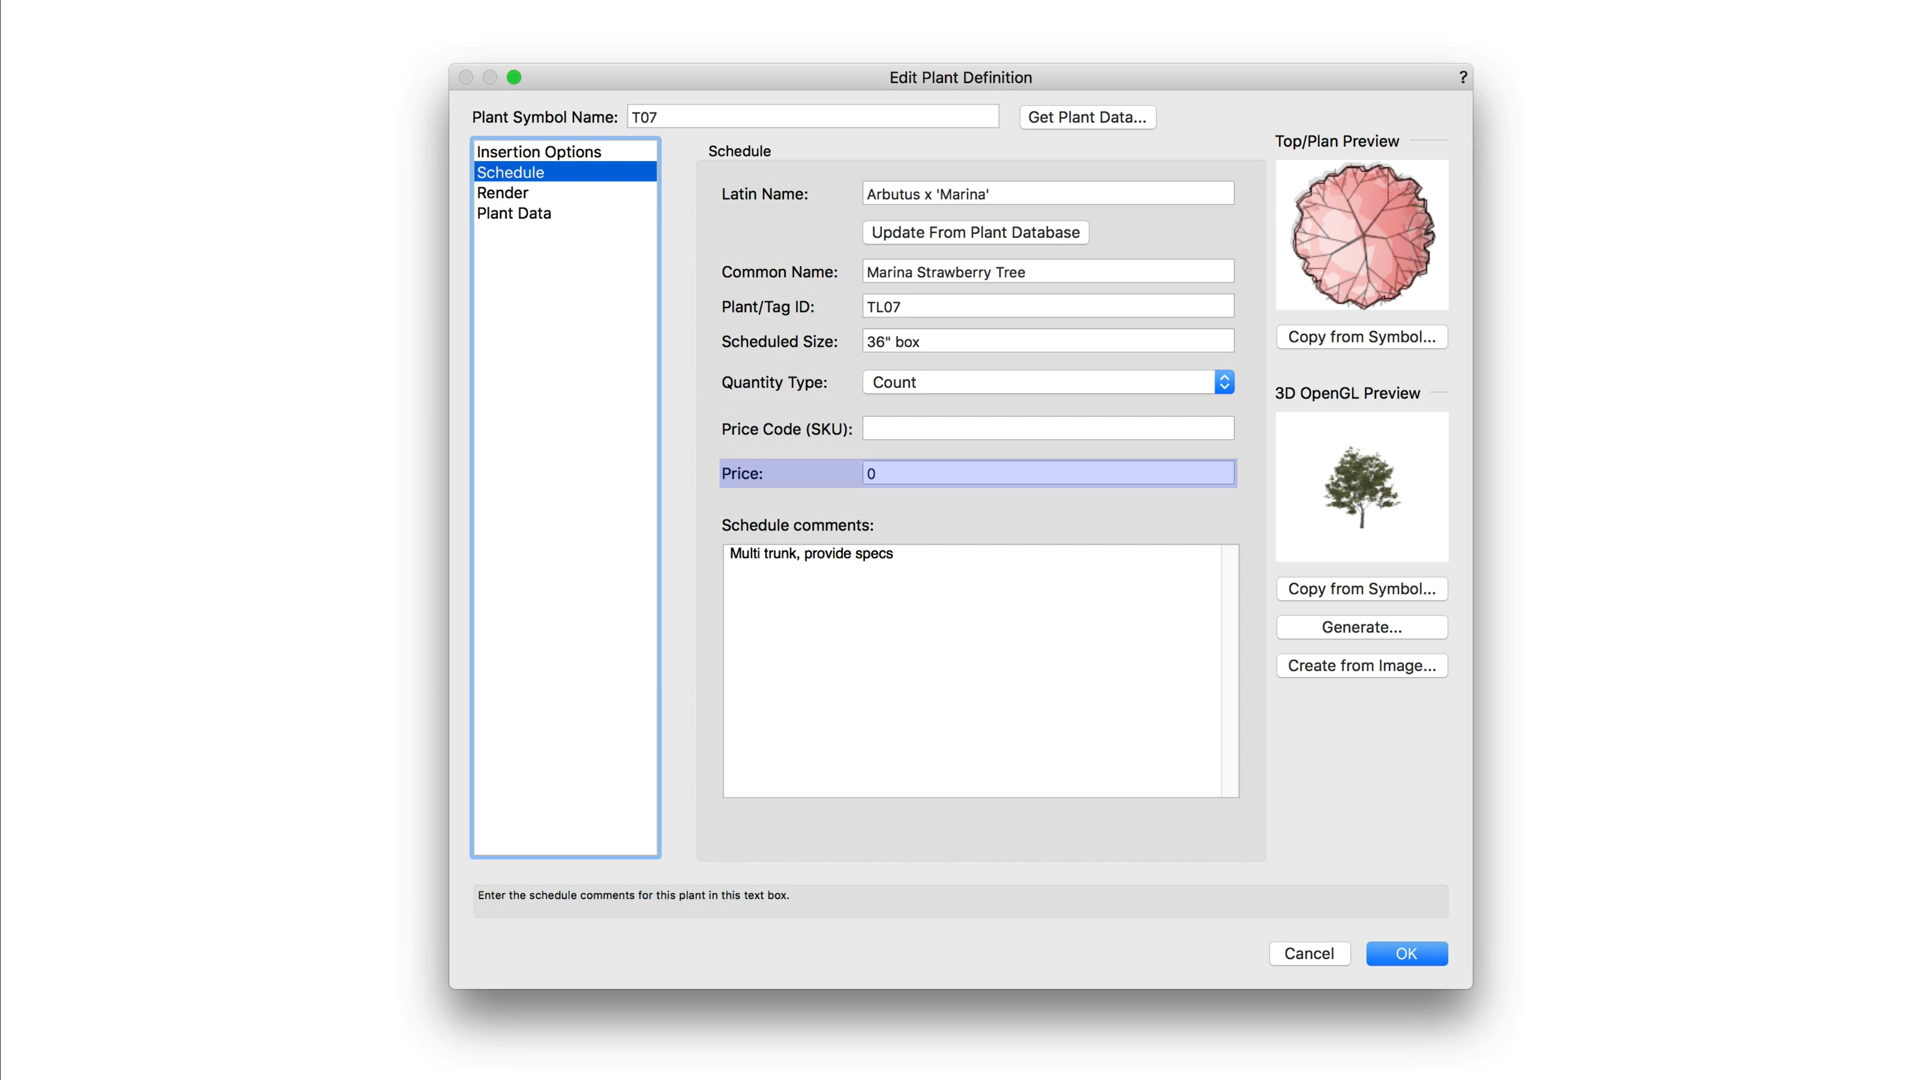 Edit Plant Definition
?
Plant Symbol Name: T07
Get Plant Data...
Insertion Options
Schedule
Render
Plant Data
Schedule
Latin Name: Arbutus x 'Marina'
Update From Plant Database
Common Name: Marina Strawberry Tree
Plant/Tag ID: TL07
Scheduled Size: 36" box
Quantity Type: Count
Price Code (SKU):
Price: 0
Schedule comments:
Multi trunk, provide specs
Top/Plan Preview
Copy from Symbol...
3D OpenGL Preview
Copy from Symbol...
Generate...
Create from Image...
Enter the schedule comments for this plant in this text box.
Cancel
OK